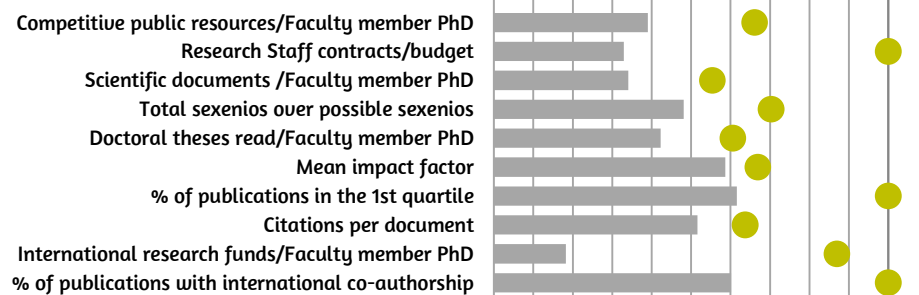 Competitive public resources/Faculty member PhD
Research Staff contracts/budget
Scientific documents /Faculty member PhD
Total sexenios over possible sexenios
Doctoral theses read/Faculty member PhD
Mean impact factor
% of publications in the 1st quartile
Citations per document
International research funds/Faculty member PhD
% of publications with international co-authorship